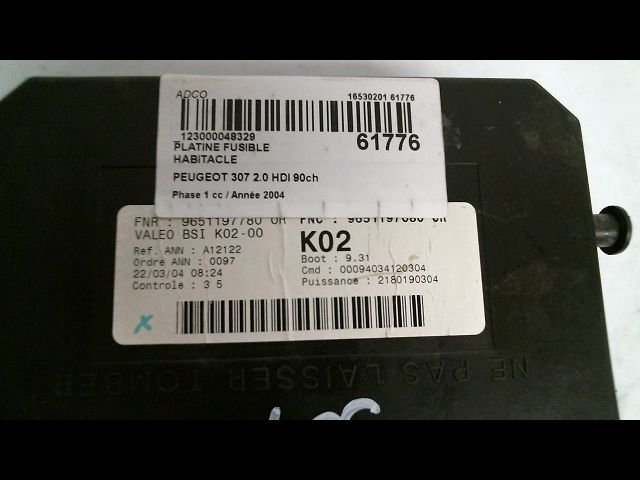 ADCO 16530201 61776
123000048329
61776
PLATINE FUSIBLE
HABITACLE
PEUGEOT 307 2.0 HDI 90ch
Phase 1 cc / Année 2004
FNR : 9651197780 OR
VALEO BSI K02-00
Ref. ANN : A12122
Ordre ANN : 0097
22/03/04 08:24
Controle : 3 5
K02
Boot : 9.31
Cmd : 00094034120304
Puissance : 2180190304
NE PAS LAISSER TOMBER